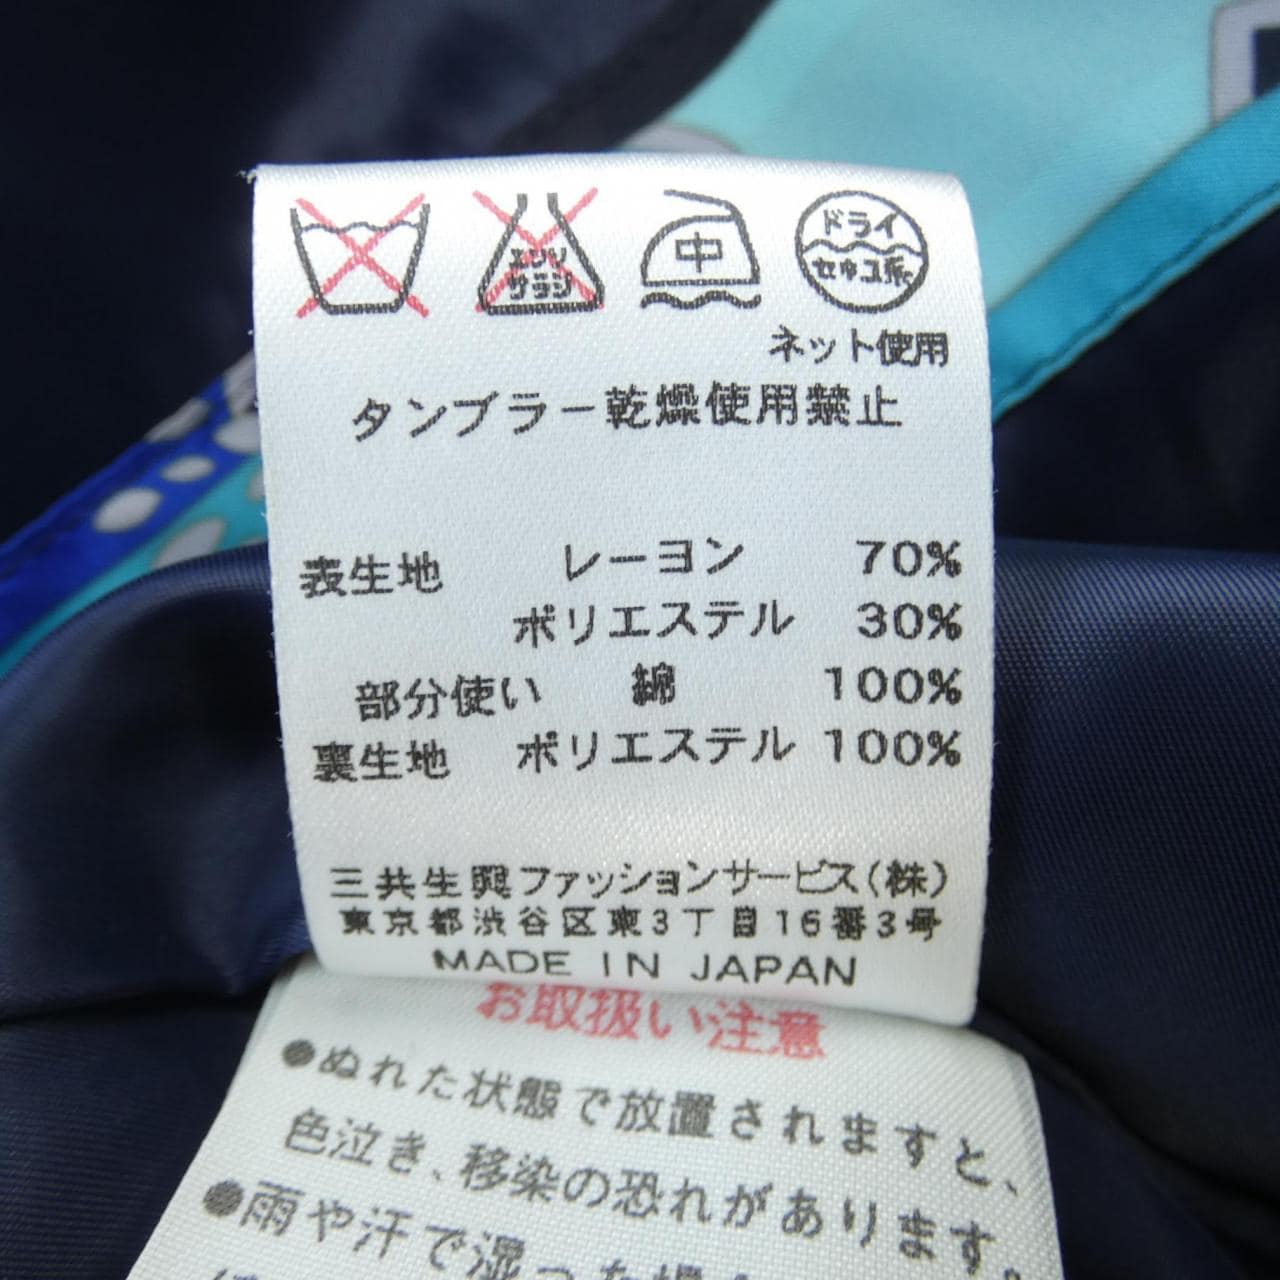 エンソ
サラシ
中
ドライ
セキユ系
ネット使用
タンブラー乾燥使用禁止
表生地 レーヨン 70%
ポリエステル 30%
部分使い 綿 100%
裏生地 ポリエステル 100%
三共生興ファッションサービス(株)
東京都渋谷区東3丁目16番3号
MADE IN JAPAN
お取扱い注意
●ぬれた状態で放置されますと、
色泣き、移染の恐れがあります。
●雨や汗で湿った場合